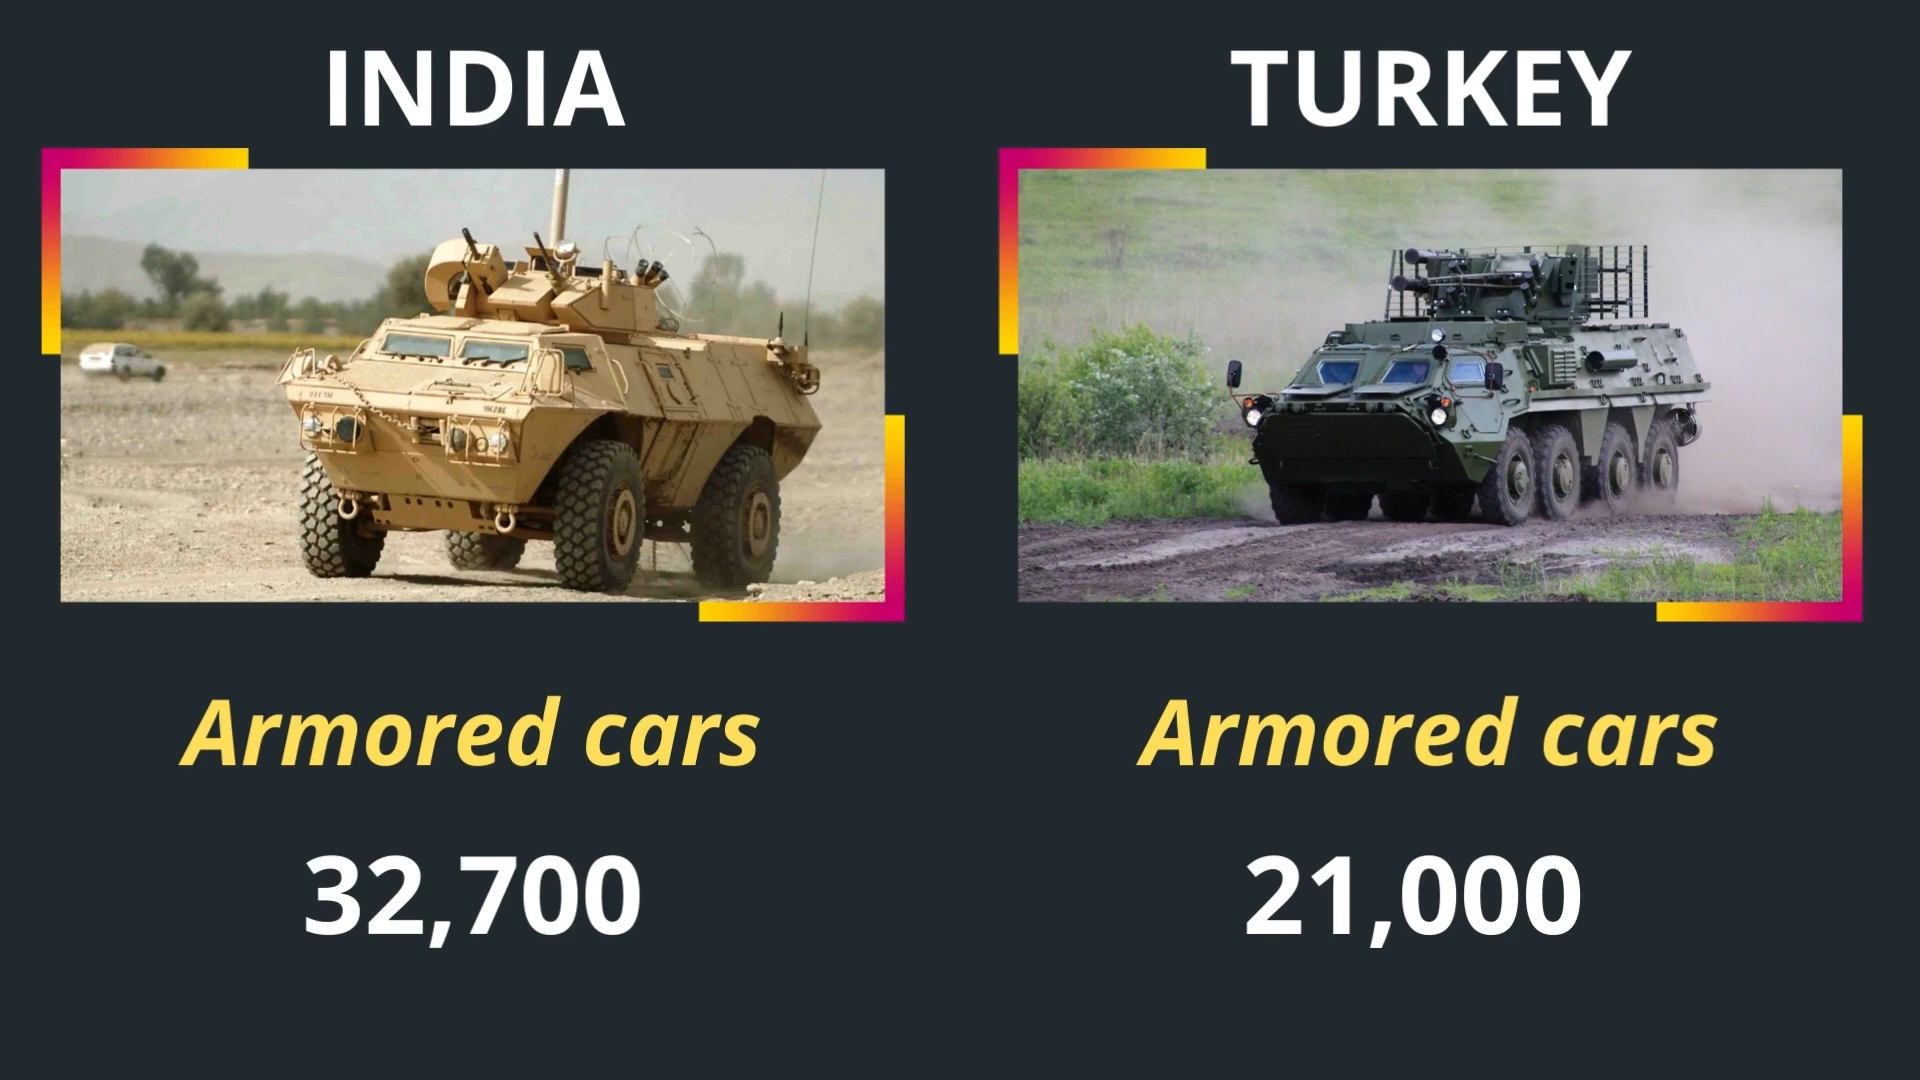 INDIA
TURKEY
Armored cars
Armored cars
32,700
21,000